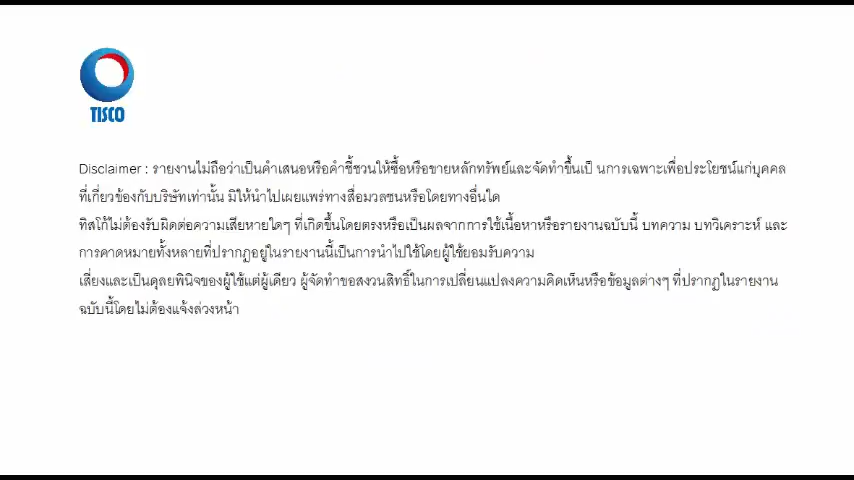 TISCO
Disclaimer : รายงานไม่ถือว่าเป็นคำเสนอหรือคำชี้ชวนให้ซื้อหรือขายหลักทรัพย์และจัดทำขึ้นเป็ นการเฉพาะเพื่อประโยชน์แก่บุคคล
ที่เกี่ยวข้องกับบริษัทเท่านั้น มิให้นำไปเผยแพร่ทางสื่อมวลชนหรือโดยทางอื่นใด
ทิสโก้ไม่ต้องรับผิดต่อความเสียหายใดๆ ที่เกิดขึ้นโดยตรงหรือเป็นผลจากการใช้เนื้อหาหรือรายงานฉบับนี้ บทความ บทวิเคราะห์ และ
การคาดหมายทั้งหลายที่ปรากฏอยู่ในรายงานนี้เป็นการนำไปใช้โดยผู้ใช้ยอมรับความ
เสี่ยงและเป็นดุลยพินิจของผู้ใช้แต่ผู้เดียว ผู้จัดทำขอสงวนสิทธิ์ในการเปลี่ยนแปลงความคิดเห็นหรือข้อมูลต่างๆ ที่ปรากฏในรายงาน
ฉบับนี้โดยไม่ต้องแจ้งล่วงหน้า